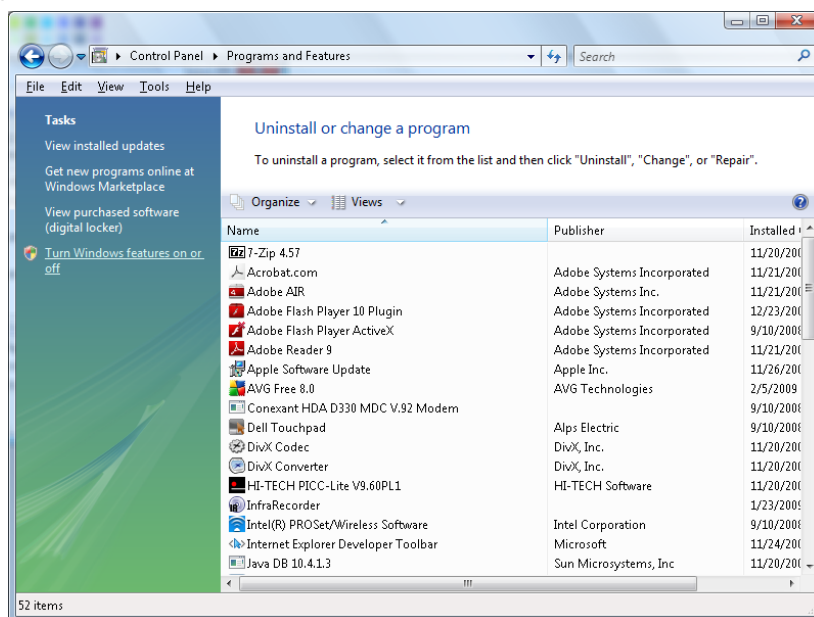 Control Panel ▸ Programs and Features
Search
File Edit View Tools Help
Tasks
View installed updates
Get new programs online at
Windows Marketplace
View purchased software
(digital locker)
Turn Windows features on or
off
Uninstall or change a program
To uninstall a program, select it from the list and then click "Uninstall", "Change", or "Repair".
Organize Views
Name Publisher Installed
7-Zip 4.57 11/20/200
Acrobat.com Adobe Systems Incorporated 11/21/200
Adobe AIR Adobe Systems Inc. 11/21/200
Adobe Flash Player 10 Plugin Adobe Systems Incorporated 12/23/200
Adobe Flash Player ActiveX Adobe Systems Incorporated 9/10/2008
Adobe Reader 9 Adobe Systems Incorporated 11/21/200
Apple Software Update Apple Inc. 11/26/200
AVG Free 8.0 AVG Technologies 2/5/2009
Conexant HDA D330 MDC V.92 Modem 9/10/2008
Dell Touchpad Alps Electric 9/10/2008
DivX Codec DivX, Inc. 11/20/200
DivX Converter DivX, Inc. 11/20/200
HI-TECH PICC-Lite V9.60PL1 HI-TECH Software 11/20/200
InfraRecorder 1/23/2009
Intel(R) PROSet/Wireless Software Intel Corporation 9/10/2008
Internet Explorer Developer Toolbar Microsoft 11/24/200
Java DB 10.4.1.3 Sun Microsystems, Inc 11/20/200
52 items